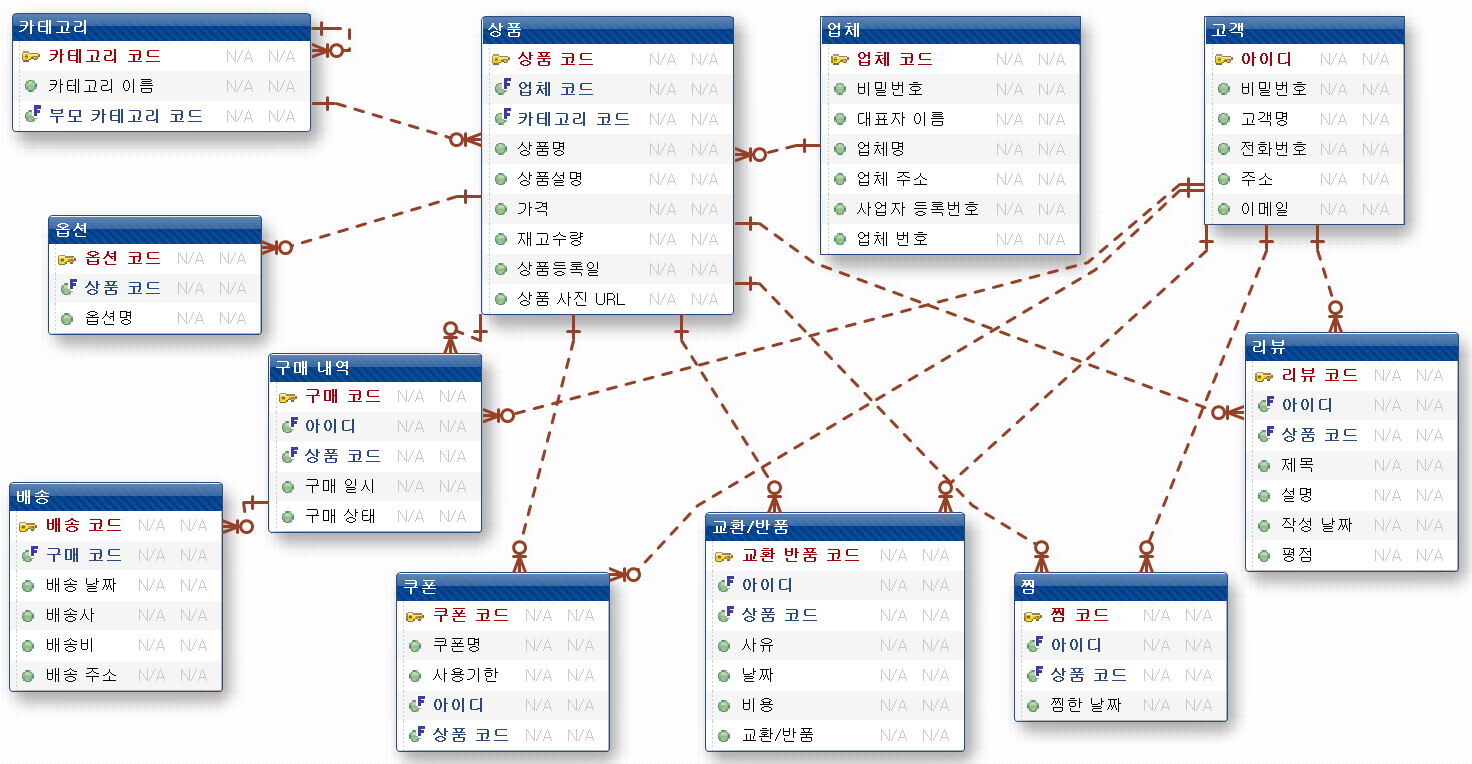 카테고리
카테고리 코드 N/A N/A
카테고리 이름 N/A N/A
부모 카테고리 코드 N/A N/A
상품
상품 코드 N/A N/A
업체 코드 N/A N/A
카테고리 코드 N/A N/A
상품명 N/A N/A
상품설명 N/A N/A
가격 N/A N/A
재고수량 N/A N/A
상품등록일 N/A N/A
상품 사진 URL N/A N/A
업체
업체 코드 N/A N/A
비밀번호 N/A N/A
대표자 이름 N/A N/A
업체명 N/A N/A
업체 주소 N/A N/A
사업자 등록번호 N/A N/A
업체 번호 N/A N/A
고객
아이디 N/A N/A
비밀번호 N/A N/A
고객명 N/A N/A
전화번호 N/A N/A
주소 N/A N/A
이메일 N/A N/A
옵션
옵션 코드 N/A N/A
상품 코드 N/A N/A
옵션명 N/A N/A
구매 내역
구매 코드 N/A N/A
아이디 N/A N/A
상품 코드 N/A N/A
구매 일시 N/A N/A
구매 상태 N/A N/A
리뷰
리뷰 코드 N/A N/A
아이디 N/A N/A
상품 코드 N/A N/A
제목 N/A N/A
설명 N/A N/A
작성 날짜 N/A N/A
평점 N/A N/A
배송
배송 코드 N/A N/A
구매 코드 N/A N/A
배송 날짜 N/A N/A
배송사 N/A N/A
배송비 N/A N/A
배송 주소 N/A N/A
쿠폰
쿠폰 코드 N/A N/A
쿠폰명 N/A N/A
사용기한 N/A N/A
아이디 N/A N/A
상품 코드 N/A N/A
교환/반품
교환 반품 코드 N/A N/A
아이디 N/A N/A
상품 코드 N/A N/A
사유 N/A N/A
날짜 N/A N/A
비용 N/A N/A
교환/반품 N/A N/A
찜
찜 코드 N/A N/A
아이디 N/A N/A
상품 코드 N/A N/A
찜한 날짜 N/A N/A